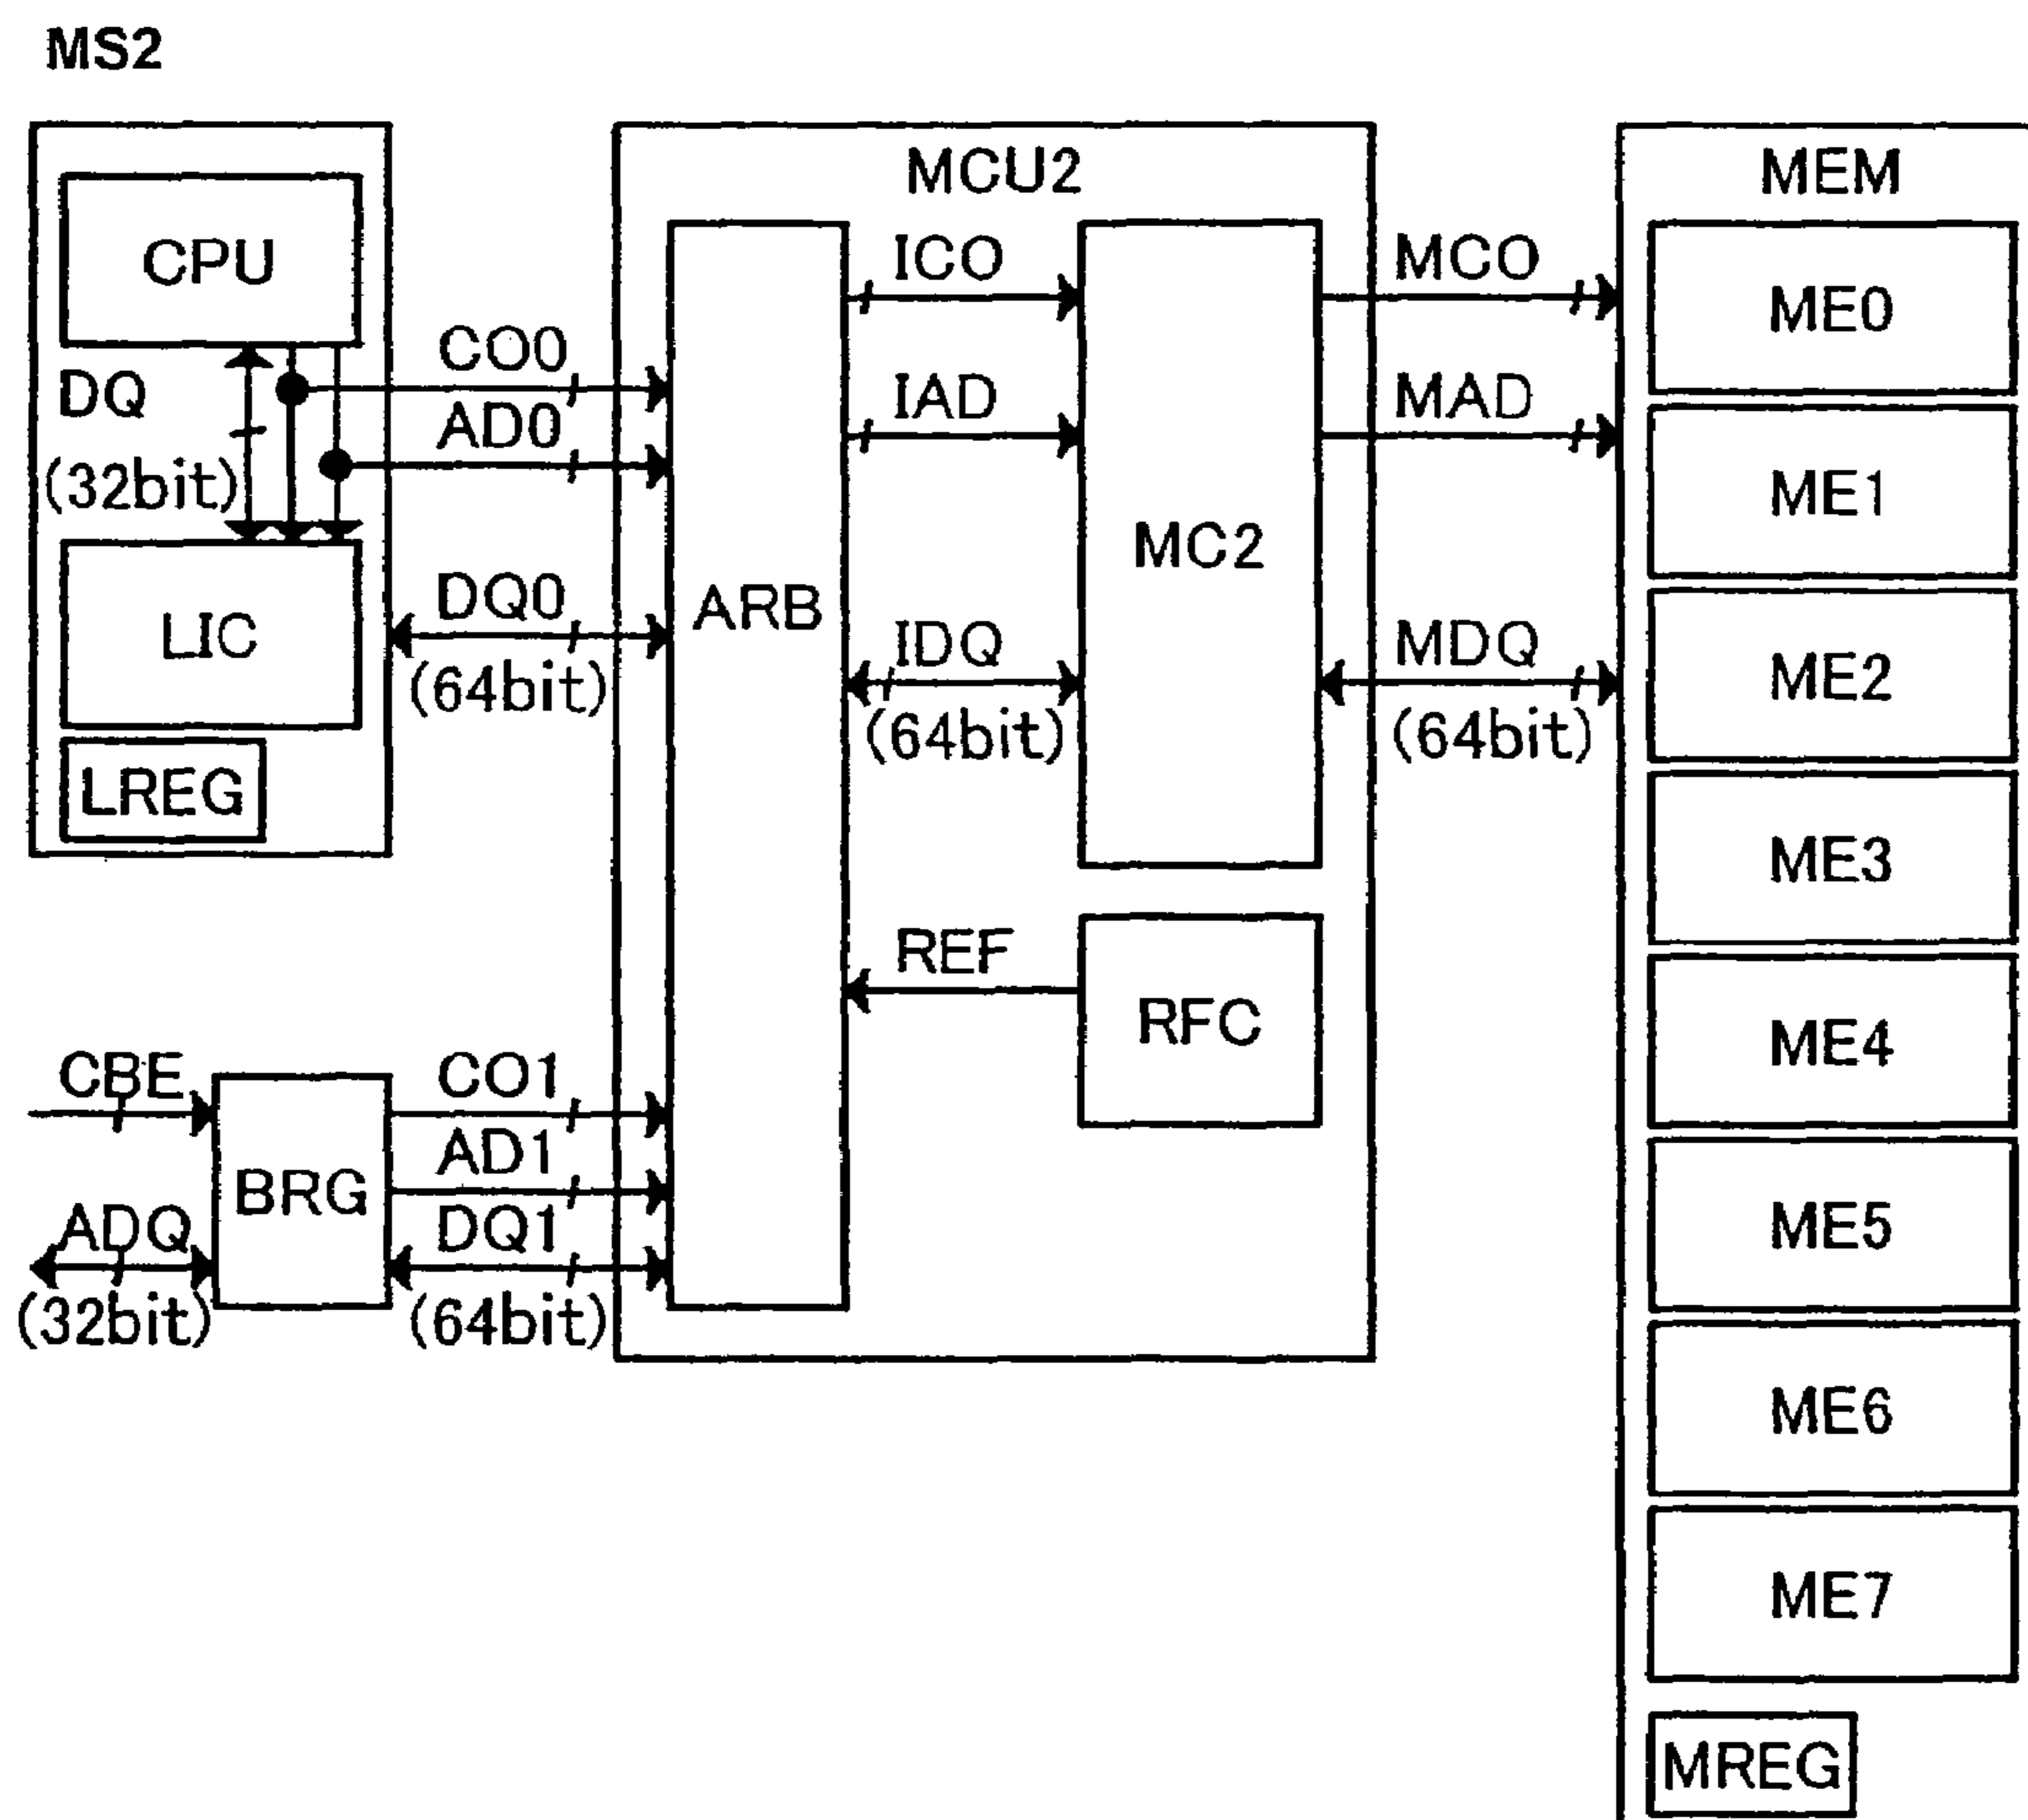 MS2
CPU
DQ
(32bit)
LIC
LREG
CO0
AD0
DQ0
(64bit)
MCU2
ARB
ICO
IAD
IDQ
(64bit)
MC2
REF
RFC
MCO
MAD
MDQ
(64bit)
CBE
ADQ
(32bit)
BRG
CO1
AD1
DQ1
(64bit)
MEM
ME0
ME1
ME2
ME3
ME4
ME5
ME6
ME7
MREG